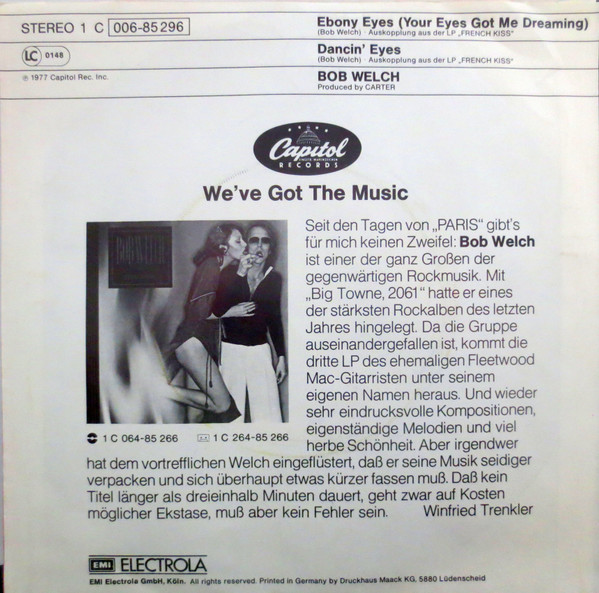 STEREO 1 C 006-85 296
Ebony Eyes (Your Eyes Got Me Dreaming)
(Bob Welch) · Auskopplung aus der LP „FRENCH KISS“
LC 0148
Dancin' Eyes
(Bob Welch) · Auskopplung aus der LP „FRENCH KISS“
℗ 1977 Capitol Rec. Inc.
BOB WELCH
Produced by CARTER
Capitol
RECORDS
We've Got The Music
BOB WELCH
Seit den Tagen von „PARIS“ gibt's
für mich keinen Zweifel: Bob Welch
ist einer der ganz Großen der
gegenwärtigen Rockmusik. Mit
„Big Towne, 2061“ hatte er eines
der stärksten Rockalben des letzten
Jahres hingelegt. Da die Gruppe
auseinandergefallen ist, kommt die
dritte LP des ehemaligen Fleetwood
Mac-Gitarristen unter seinem
eigenen Namen heraus. Und wieder
sehr eindrucksvolle Kompositionen,
eigenständige Melodien und viel
herbe Schönheit. Aber irgendwer
1 C 064-85 266 1 C 264-85 266
hat dem vortrefflichen Welch eingeflüstert, daß er seine Musik seidiger
verpacken und sich überhaupt etwas kürzer fassen muß. Daß kein
Titel länger als dreieinhalb Minuten dauert, geht zwar auf Kosten
möglicher Ekstase, muß aber kein Fehler sein. Winfried Trenkler
EMI ELECTROLA
EMI Electrola GmbH, Köln. All rights reserved. Printed in Germany by Druckhaus Maack KG, 5880 Lüdenscheid